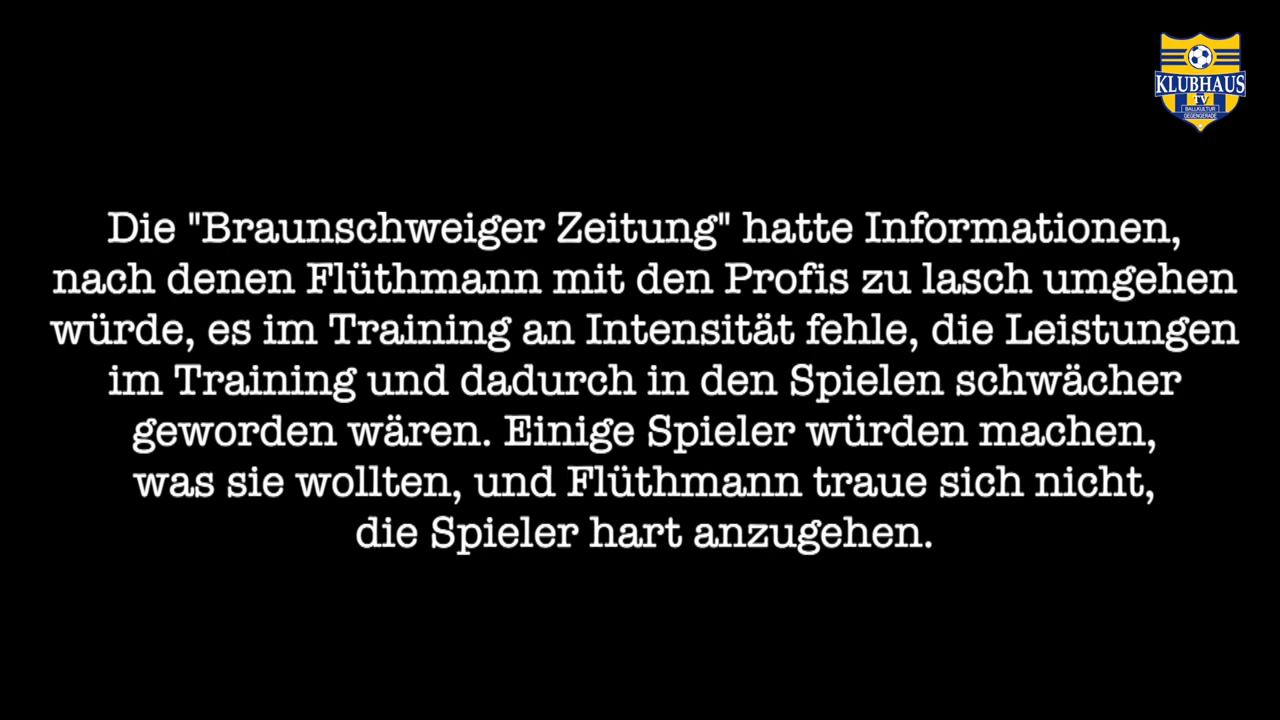 KLUBHAUS
TV
BALLKULTUR
GEGENGERADE
Die "Braunschweiger Zeitung" hatte Informationen,
nach denen Flüthmann mit den Profis zu lasch umgehen
würde, es im Training an Intensität fehle, die Leistungen
im Training und dadurch in den Spielen schwächer
geworden wären. Einige Spieler würden machen,
was sie wollten, und Flüthmann traue sich nicht,
die Spieler hart anzugehen.